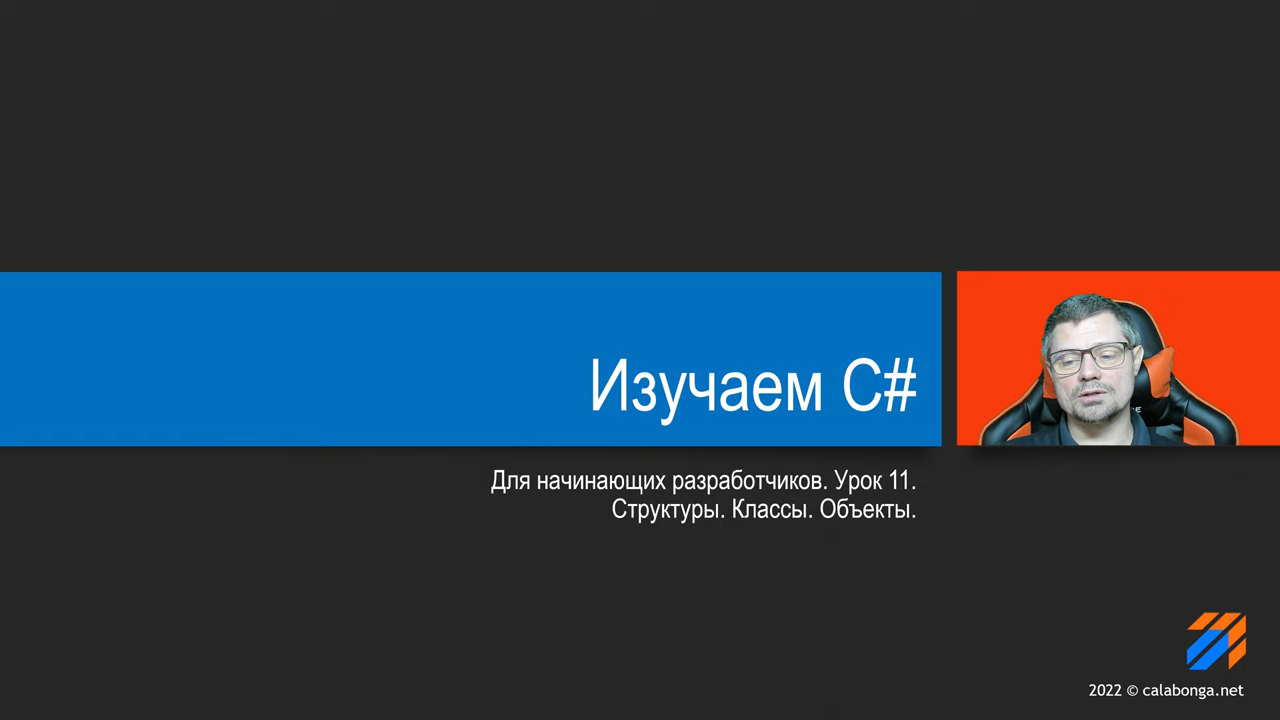 Изучаем C#
Для начинающих разработчиков. Урок 11.
Структуры. Классы. Объекты.
2022 © calabonga.net